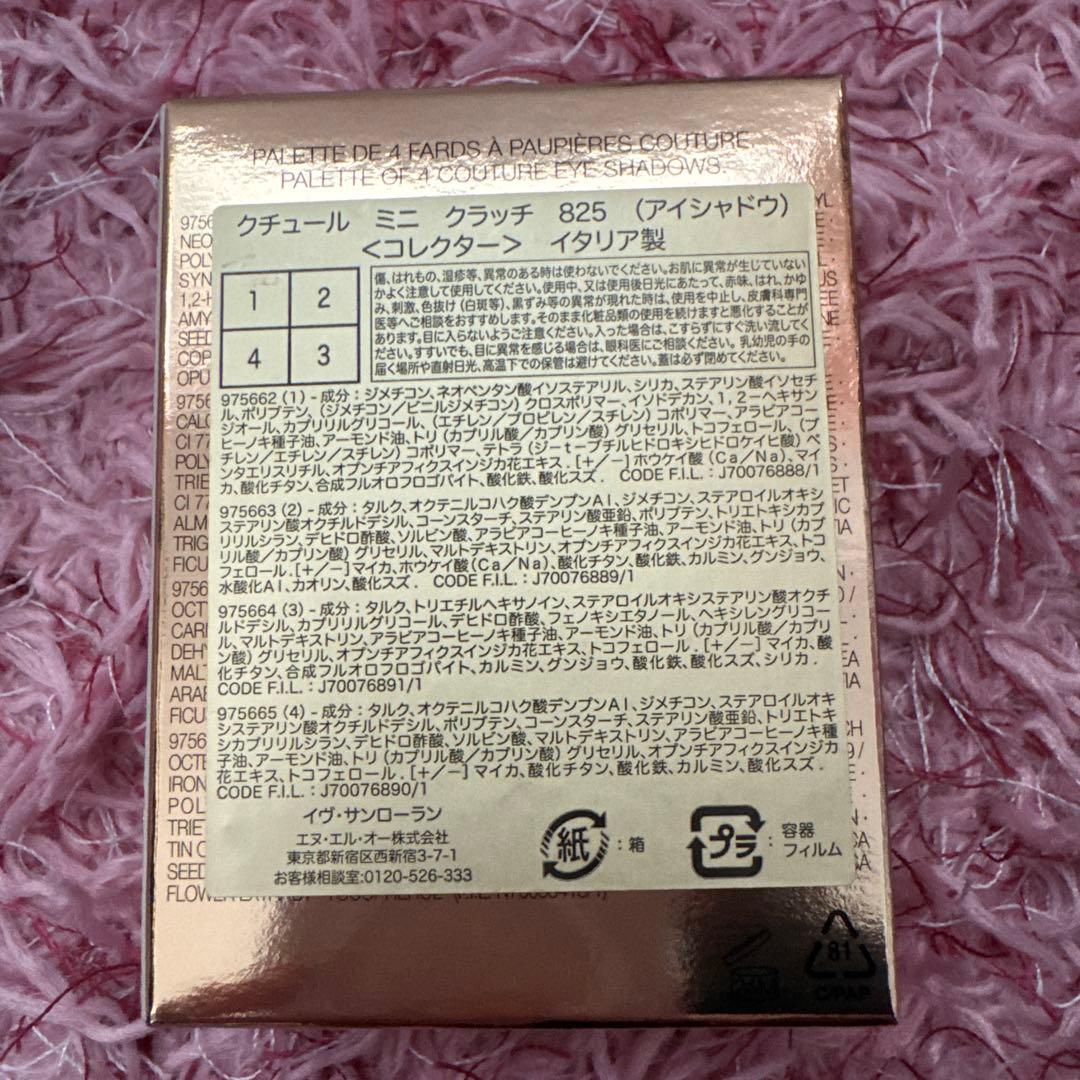 PALETTE DE 4 FARDS À PAUPIÈRES COUTURE.
PALETTE OF 4 COUTURE EYE SHADOWS.
クチュール ミニ クラッチ 825 (アイシャドウ)
<コレクター> イタリア製
1 2
4 3
傷、はれもの、湿疹等、異常のある時は使わないでください。お肌に異常が生じていない
かよく注意して使用してください。使用中、又は使用後日光にあたって、赤味、はれ、かゆ
み、刺激、色抜け(白斑等)、黒ずみ等の異常が現れた時は、使用を中止し、皮膚科専門
医等へご相談をおすすめします。そのまま化粧品類の使用を続けますと悪化することが
あります。目に入らないようご注意ください。入った場合は、こすらずにすぐ洗い流してく
ださい。すすいでも、目に異常を感じる場合は、眼科医にご相談ください。乳幼児の手の
届く場所や直射日光、高温下での保管は避けてください。蓋は必ず閉めてください。
975662 (1) - 成分 : ジメチコン、ネオペンタン酸イソステアリル、シリカ、ステアリン酸イソセチ
ル、ポリブテン、(ジメチコン/ビニルジメチコン) クロスポリマー、イソドデカン、1,2-ヘキサン
ジオール、カプリリルグリコール、(エチレン/プロピレン/スチレン) コポリマー、アラビアコー
ヒーノキ種子油、アーモンド油、トリ (カプリル酸/カプリン酸) グリセリル、トコフェロール、(ブ
チレン/エチレン/スチレン) コポリマー、テトラ (ジ-t-ブチルヒドロキシヒドロケイヒ酸) ペ
ンタエリスリチル、オプンチアフィクスインジカ花エキス . [+/-] ホウケイ酸 (Ca/Na)、マイ
カ、酸化チタン、合成フルオロフロゴパイト、酸化鉄、酸化スズ . CODE F.I.L. : J70076888/1
975663 (2) - 成分 : タルク、オクテニルコハク酸デンプンAl、ジメチコン、ステアロイルオキシ
ステアリン酸オクチルドデシル、コーンスターチ、ステアリン酸亜鉛、ポリブテン、トリエトキシカプ
リリルシラン、デヒドロ酢酸、ソルビン酸、アラビアコーヒーノキ種子油、アーモンド油、トリ (カプ
リル酸/カプリン酸) グリセリル、マルトデキストリン、オプンチアフィクスインジカ花エキス、トコ
フェロール . [+/-] マイカ、ホウケイ酸 (Ca/Na)、酸化チタン、酸化鉄、カルミン、グンジョウ、
水酸化Al、カオリン、酸化スズ . CODE F.I.L. : J70076889/1
975664 (3) - 成分 : タルク、トリエチルヘキサノイン、ステアロイルオキシステアリン酸オクチ
ルドデシル、カプリリルグリコール、デヒドロ酢酸、フェノキシエタノール、ヘキシレングリコー
ル、マルトデキストリン、アラビアコーヒーノキ種子油、アーモンド油、トリ (カプリル酸/カプリ
ン酸) グリセリル、オプンチアフィクスインジカ花エキス、トコフェロール . [+/-] マイカ、酸
化チタン、合成フルオロフロゴパイト、カルミン、グンジョウ、酸化鉄、酸化スズ、シリカ .
CODE F.I.L. : J70076891/1
975665 (4) - 成分 : タルク、オクテニルコハク酸デンプンAl、ジメチコン、ステアロイルオキ
システアリン酸オクチルドデシル、ポリブテン、コーンスターチ、ステアリン酸亜鉛、トリエトキ
シカプリリルシラン、デヒドロ酢酸、ソルビン酸、マルトデキストリン、アラビアコーヒーノキ種
子油、アーモンド油、トリ (カプリル酸/カプリン酸) グリセリル、オプンチアフィクスインジカ
花エキス、トコフェロール . [+/-] マイカ、酸化チタン、酸化鉄、カルミン、酸化スズ .
CODE F.I.L. : J70076890/1
イヴ・サンローラン
エヌ・エル・オー株式会社
東京都新宿区西新宿3-7-1
お客様相談室:0120-526-333
紙 : 箱
プラ : 容器
フィルム
81
C/PAP